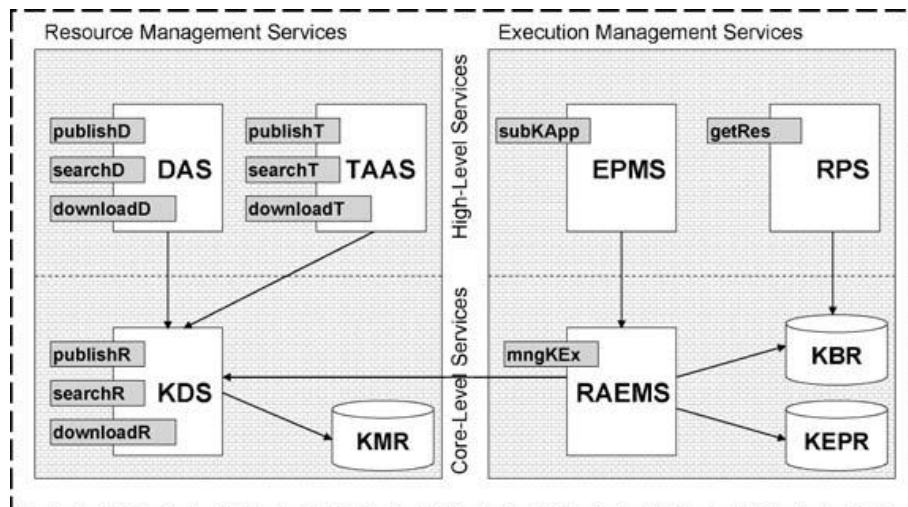 Resource Management Services
Execution Management Services
High-Level Services
publishD
searchD
downloadD
DAS
publishT
searchT
downloadT
TAAS
subKApp
EPMS
getRes
RPS
Core-Level Services
publishR
searchR
downloadR
KDS
KMR
mngKEx
RAEMS
KBR
KEPR